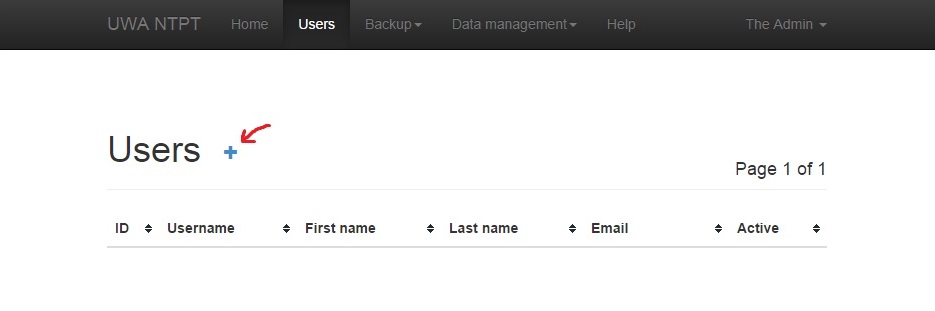 UWA NTPT Home Users Backup Data management Help The Admin
Users
Page 1 of 1
ID Username First name Last name Email Active